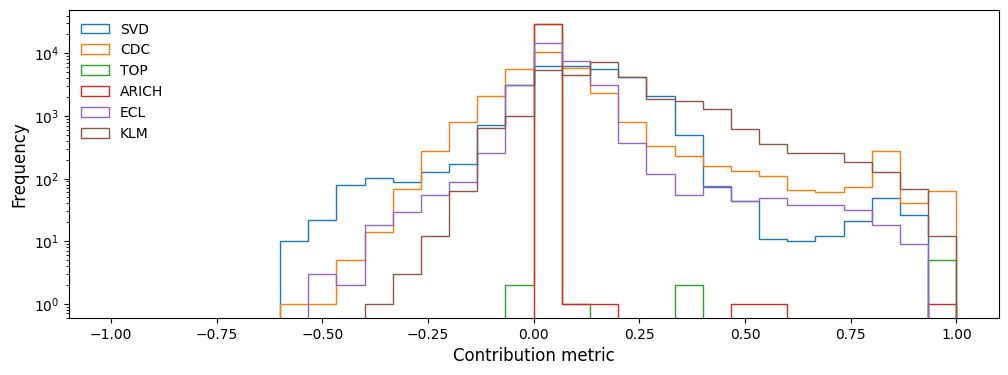 SVD
CDC
TOP
ARICH
ECL
KLM
Frequency
10⁴
10³
10²
10¹
10⁰
−1.00 −0.75 −0.50 −0.25 0.00 0.25 0.50 0.75 1.00
Contribution metric